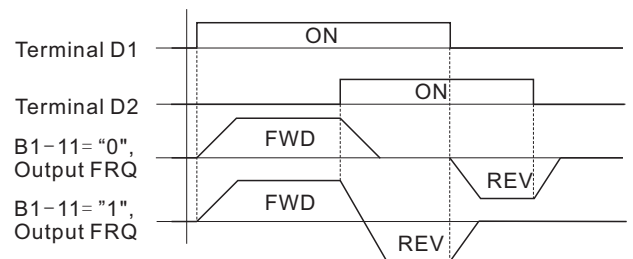 Terminal D1
ON
Terminal D2
ON
B1-11= "0",
Output FRQ
FWD
REV
B1-11= "1",
Output FRQ
FWD
REV